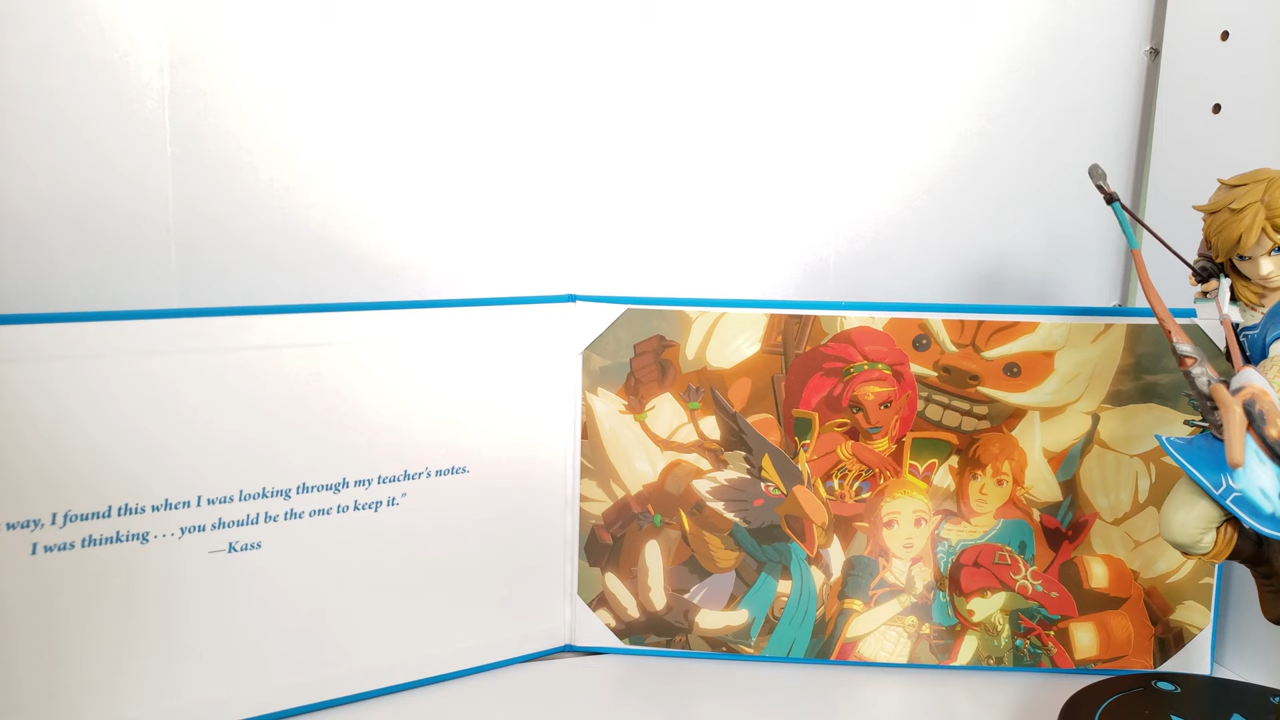 way, I found this when I was looking through my teacher's notes.
I was thinking . . . you should be the one to keep it."
—Kass